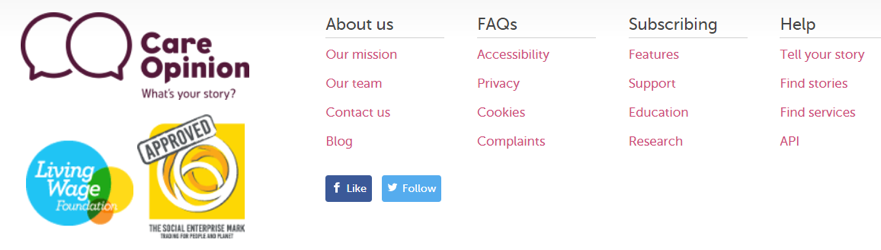 Care
Opinion
What's your story?
Living
Wage
Foundation
APPROVED
THE SOCIAL ENTERPRISE MARK
TRADING FOR PEOPLE AND PLANET
About us
Our mission
Our team
Contact us
Blog
Like
Follow
FAQs
Accessibility
Privacy
Cookies
Complaints
Subscribing
Features
Support
Education
Research
Help
Tell your story
Find stories
Find services
API